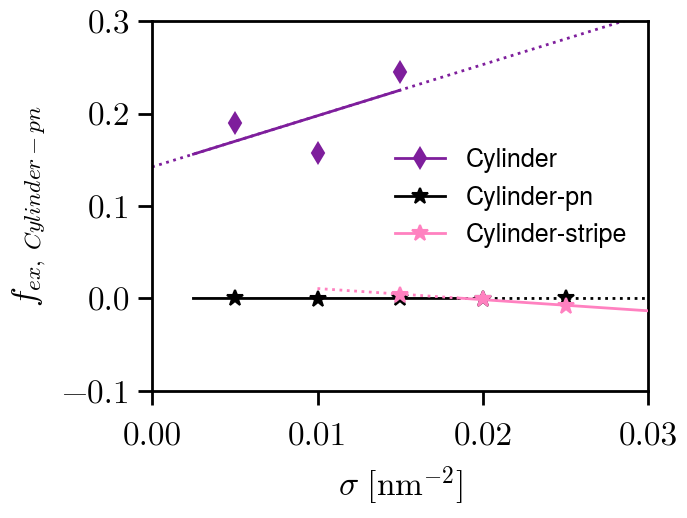 0.3
0.2
0.1
0.0
−0.1
f_{ex, Cylinder−pn}
Cylinder
Cylinder-pn
Cylinder-stripe
0.00 0.01 0.02 0.03
σ [nm⁻²]